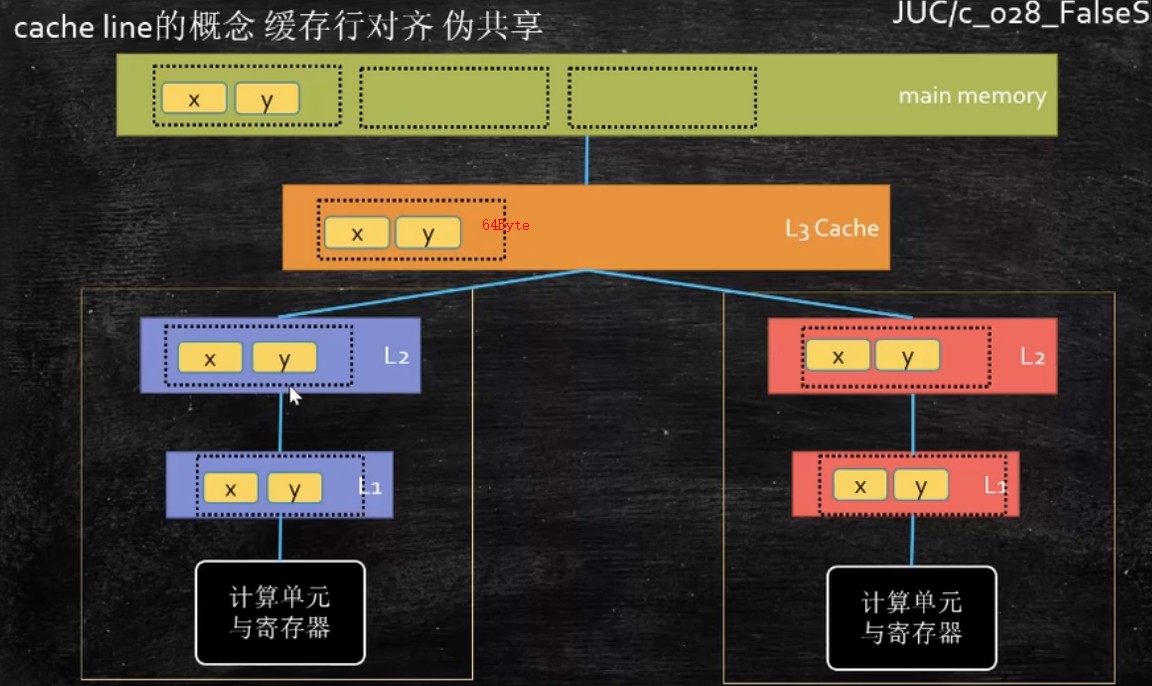 cache line的概念 缓存行对齐 伪共享
JUC/c_028_FalseS
x y
main memory
x y
64Byte
L3 Cache
x y
L2
x y
L2
x y
L1
x y
L1
计算单元
与寄存器
计算单元
与寄存器